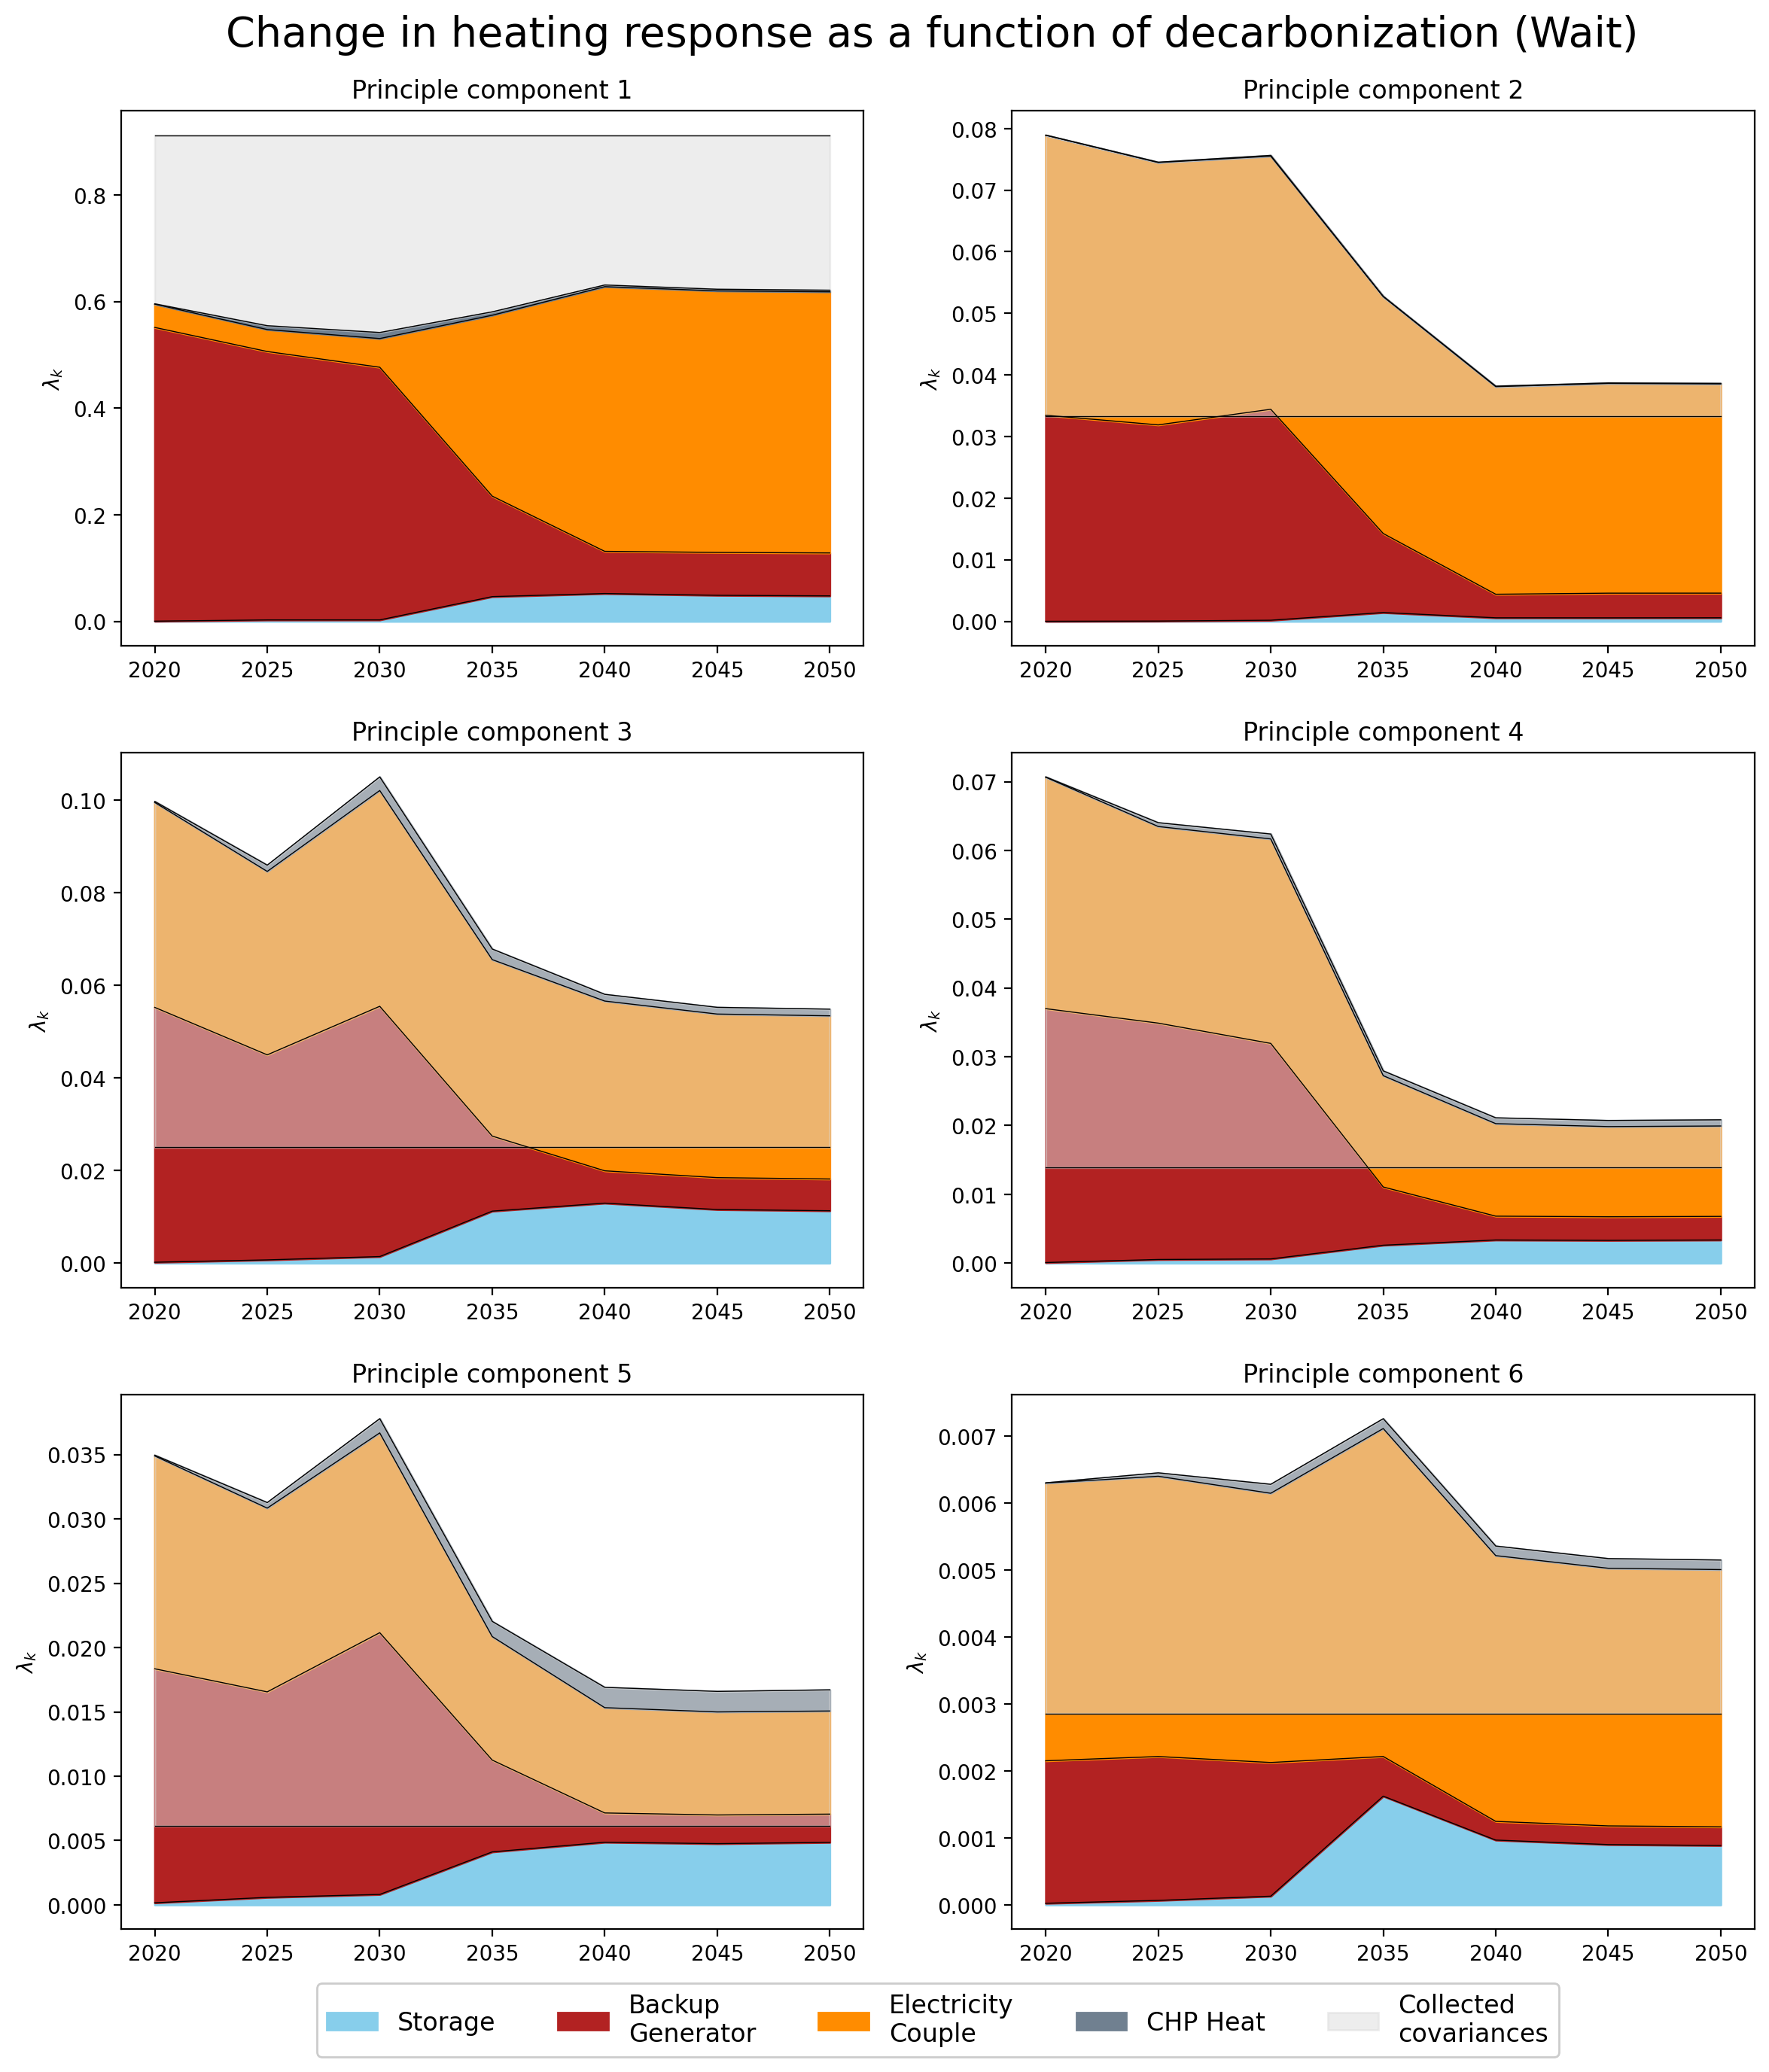 Change in heating response as a function of decarbonization (Wait)
Principle component 1
0.8
0.6
0.4
0.2
0.0
λk
2020 2025 2030 2035 2040 2045 2050
Principle component 2
0.08
0.07
0.06
0.05
0.04
0.03
0.02
0.01
0.00
λk
2020 2025 2030 2035 2040 2045 2050
Principle component 3
0.10
0.08
0.06
0.04
0.02
0.00
λk
2020 2025 2030 2035 2040 2045 2050
Principle component 4
0.07
0.06
0.05
0.04
0.03
0.02
0.01
0.00
λk
2020 2025 2030 2035 2040 2045 2050
Principle component 5
0.035
0.030
0.025
0.020
0.015
0.010
0.005
0.000
λk
2020 2025 2030 2035 2040 2045 2050
Principle component 6
0.007
0.006
0.005
0.004
0.003
0.002
0.001
0.000
λk
2020 2025 2030 2035 2040 2045 2050
Storage
Backup
Generator
Electricity
Couple
CHP Heat
Collected
covariances